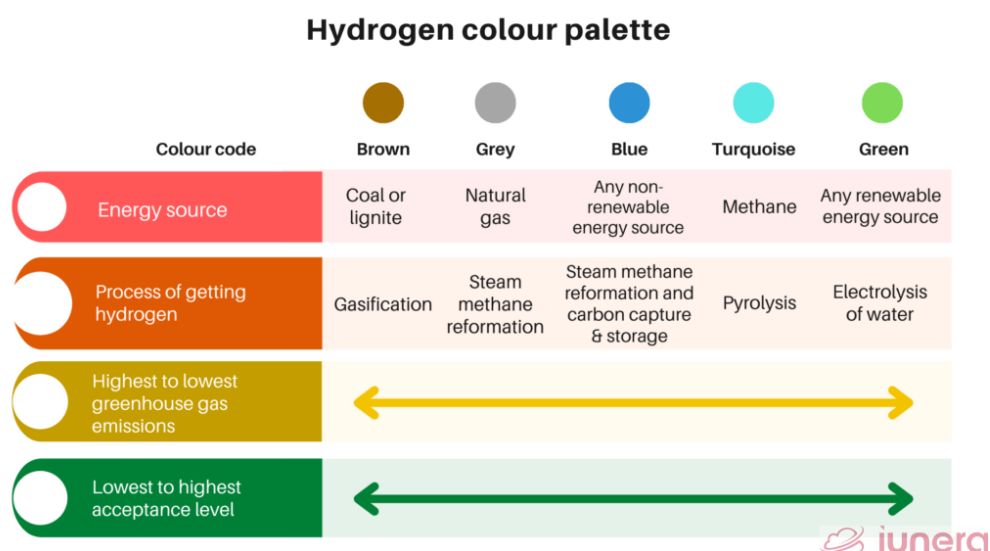 Hydrogen colour palette
Colour code
Brown
Grey
Blue
Turquoise
Green
Energy source
Coal or
lignite
Natural
gas
Any non-
renewable
energy source
Methane
Any renewable
energy source
Process of getting
hydrogen
Gasification
Steam
methane
reformation
Steam methane
reformation and
carbon capture
& storage
Pyrolysis
Electrolysis
of water
Highest to lowest
greenhouse gas
emissions
Lowest to highest
acceptance level
iunera